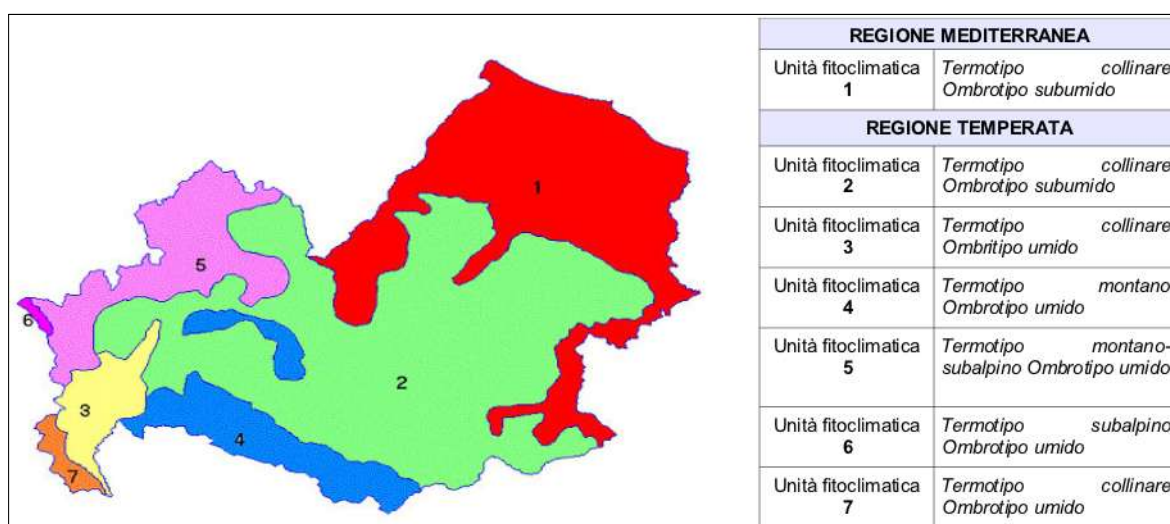 REGIONE MEDITERRANEA
Unità fitoclimatica
1
Termotipo collinare
Ombrotipo subumido
REGIONE TEMPERATA
Unità fitoclimatica
2
Termotipo collinare
Ombrotipo subumido
Unità fitoclimatica
3
Termotipo collinare
Ombritipo umido
Unità fitoclimatica
4
Termotipo montano
Ombrotipo umido
Unità fitoclimatica
5
Termotipo montano-
subalpino Ombrotipo umido
Unità fitoclimatica
6
Termotipo subalpino
Ombrotipo umido
Unità fitoclimatica
7
Termotipo collinare
Ombrotipo umido
1
5
6
2
3
4
7